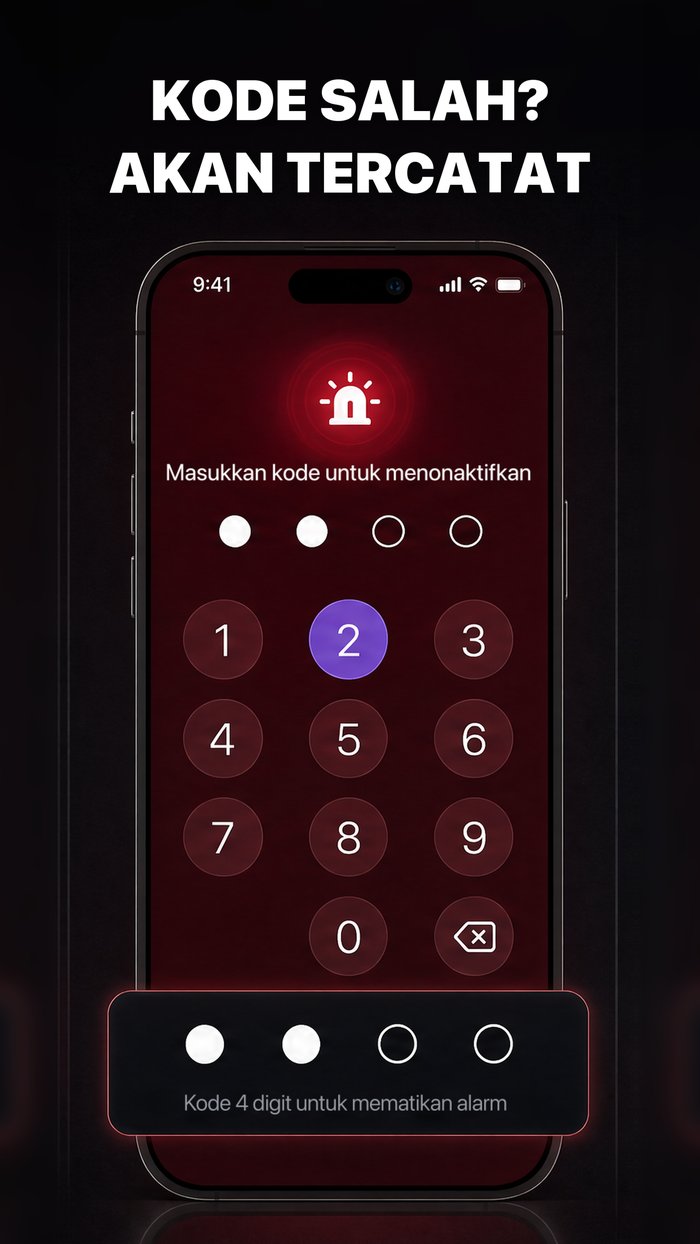 KODE SALAH?
AKAN TERCATAT
9:41
Masukkan kode untuk menonaktifkan
1 2 3
4 5 6
7 8 9
0
Kode 4 digit untuk mematikan alarm